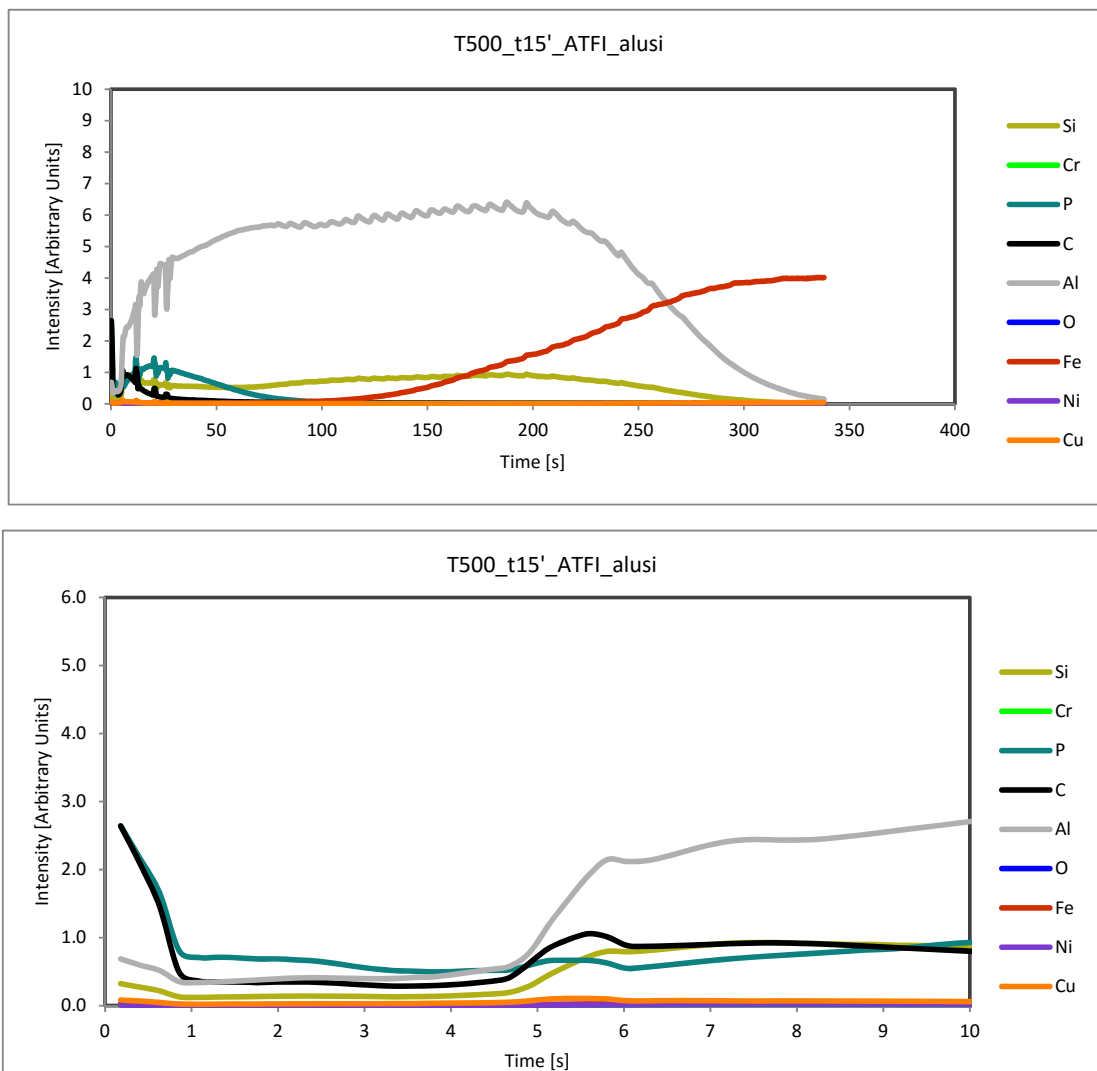 T500_t15'_ATFI_alusi
10
9
8
7
6
5
4
3
2
1
0
Intensity [Arbitrary Units]
0 50 100 150 200 250 300 350 400
Time [s]
Si
Cr
P
C
Al
O
Fe
Ni
Cu
T500_t15'_ATFI_alusi
6.0
5.0
4.0
3.0
2.0
1.0
0.0
Intensity [Arbitrary Units]
0 1 2 3 4 5 6 7 8 9 10
Time [s]
Si
Cr
P
C
Al
O
Fe
Ni
Cu